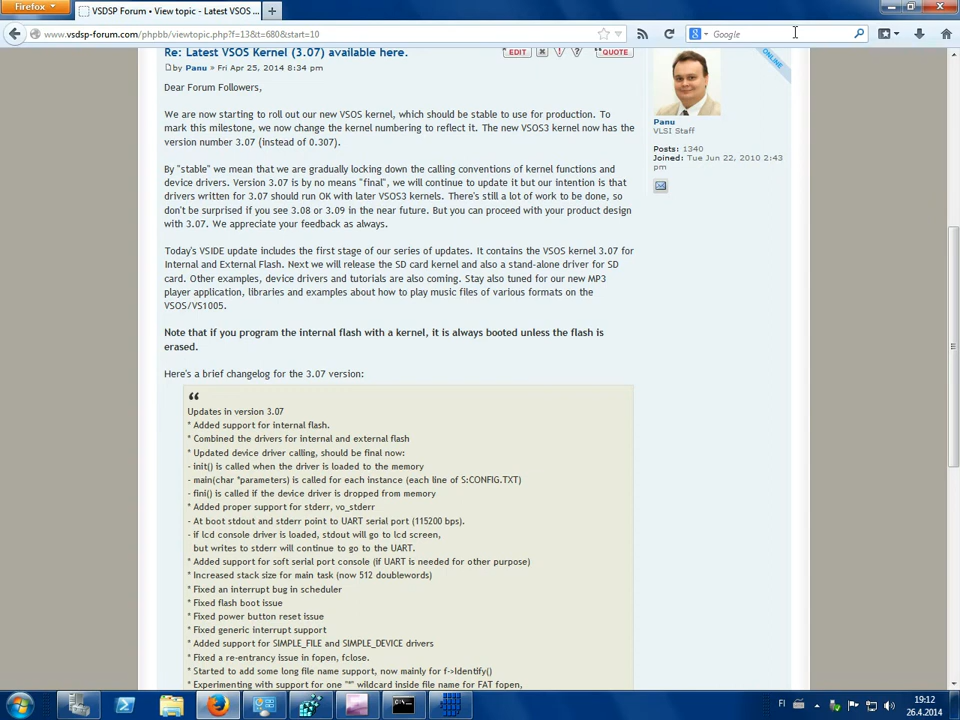 Firefox
VSDSP Forum • View topic - Latest VSOS ...
www.vsdsp-forum.com/phpbb/viewtopic.php?f=13&t=680&start=10
Google
Re: Latest VSOS Kernel (3.07) available here.
EDIT
QUOTE
ONLINE
by Panu » Fri Apr 25, 2014 8:34 pm
Dear Forum Followers,
We are now starting to roll out our new VSOS kernel, which should be stable to use for production. To
mark this milestone, we now change the kernel numbering to reflect it. The new VSOS3 kernel now has the
version number 3.07 (instead of 0.307).
By "stable" we mean that we are gradually locking down the calling conventions of kernel functions and
device drivers. Version 3.07 is by no means "final", we will continue to update it but our intention is that
drivers written for 3.07 should run OK with later VSOS3 kernels. There's still a lot of work to be done, so
don't be surprised if you see 3.08 or 3.09 in the near future. But you can proceed with your product design
with 3.07. We appreciate your feedback as always.
Today's VSIDE update includes the first stage of our series of updates. It contains the VSOS kernel 3.07 for
Internal and External Flash. Next we will release the SD card kernel and also a stand-alone driver for SD
card. Other examples, device drivers and tutorials are also coming. Stay also tuned for our new MP3
player application, libraries and examples about how to play music files of various formats on the
VSOS/VS1005.
Note that if you program the internal flash with a kernel, it is always booted unless the flash is
erased.
Here's a brief changelog for the 3.07 version:
Updates in version 3.07
* Added support for internal flash.
* Combined the drivers for internal and external flash
* Updated device driver calling, should be final now:
- init() is called when the driver is loaded to the memory
- main(char *parameters) is called for each instance (each line of S:CONFIG.TXT)
- fini() is called if the device driver is dropped from memory
* Added proper support for stderr, vo_stderr
- At boot stdout and stderr point to UART serial port (115200 bps).
- if lcd console driver is loaded, stdout will go to lcd screen,
but writes to stderr will continue to go to the UART.
* Added support for soft serial port console (if UART is needed for other purpose)
* Increased stack size for main task (now 512 doublewords)
* Fixed an interrupt bug in scheduler
* Fixed flash boot issue
* Fixed power button reset issue
* Fixed generic interrupt support
* Added support for SIMPLE_FILE and SIMPLE_DEVICE drivers
* Fixed a re-entrancy issue in fopen, fclose.
* Started to add some long file name support, now mainly for f->Identify()
* Experimenting with support for one "*" wildcard inside file name for FAT fopen,
Panu
VLSI Staff
Posts: 1340
Joined: Tue Jun 22, 2010 2:43
pm
FI
19:12
26.4.2014